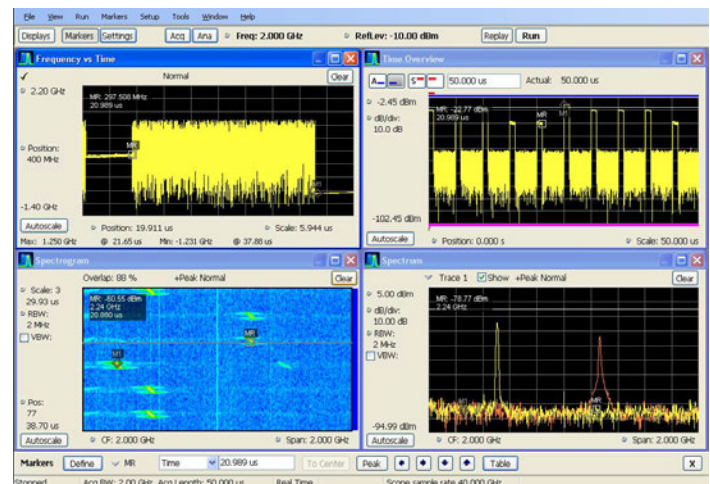 File View Run Markers Setup Tools Window Help
Displays Markers Settings Acq Ana Freq: 2.000 GHz RefLev: -10.00 dBm Replay Run
Frequency vs Time
Normal Clear
2.20 GHz
MR: 297.508 MHz
20.989 us
Position:
400 MHz
MR
M1
-1.40 GHz
Autoscale Position: 19.911 us Scale: 5.944 us
Max: 1.250 GHz @ 21.65 us Min: -1.231 GHz @ 37.88 us
Time Overview
50.000 us Actual: 50.000 us
-2.45 dBm
MR: -22.77 dBm
20.989 us
dB/div:
10.0 dB
MR
M1
-102.45 dBm
Autoscale Position: 0.000 s Scale: 50.000 us
Spectrogram
Overlap: 88 % +Peak Normal Clear
Scale: 3
29.93 us
MR: -80.55 dBm
2.24 GHz
20.880 us
RBW:
2 MHz
VBW:
MR
M1
Pos:
77
38.70 us
Autoscale CF: 2.000 GHz Span: 2.000 GHz
Spectrum
Trace 1 Show +Peak Normal Clear
5.00 dBm
MR: -78.77 dBm
2.24 GHz
dB/div:
10.00 dB
RBW:
2 MHz
VBW:
MR
-94.99 dBm
Autoscale CF: 2.000 GHz Span: 2.000 GHz
Markers Define MR Time 20.989 us To Center Peak Table X
Stopped Acq BW: 2.00 GHz, Acq Length: 50.000 us Real Time Scope sample rate 40.000 GHz